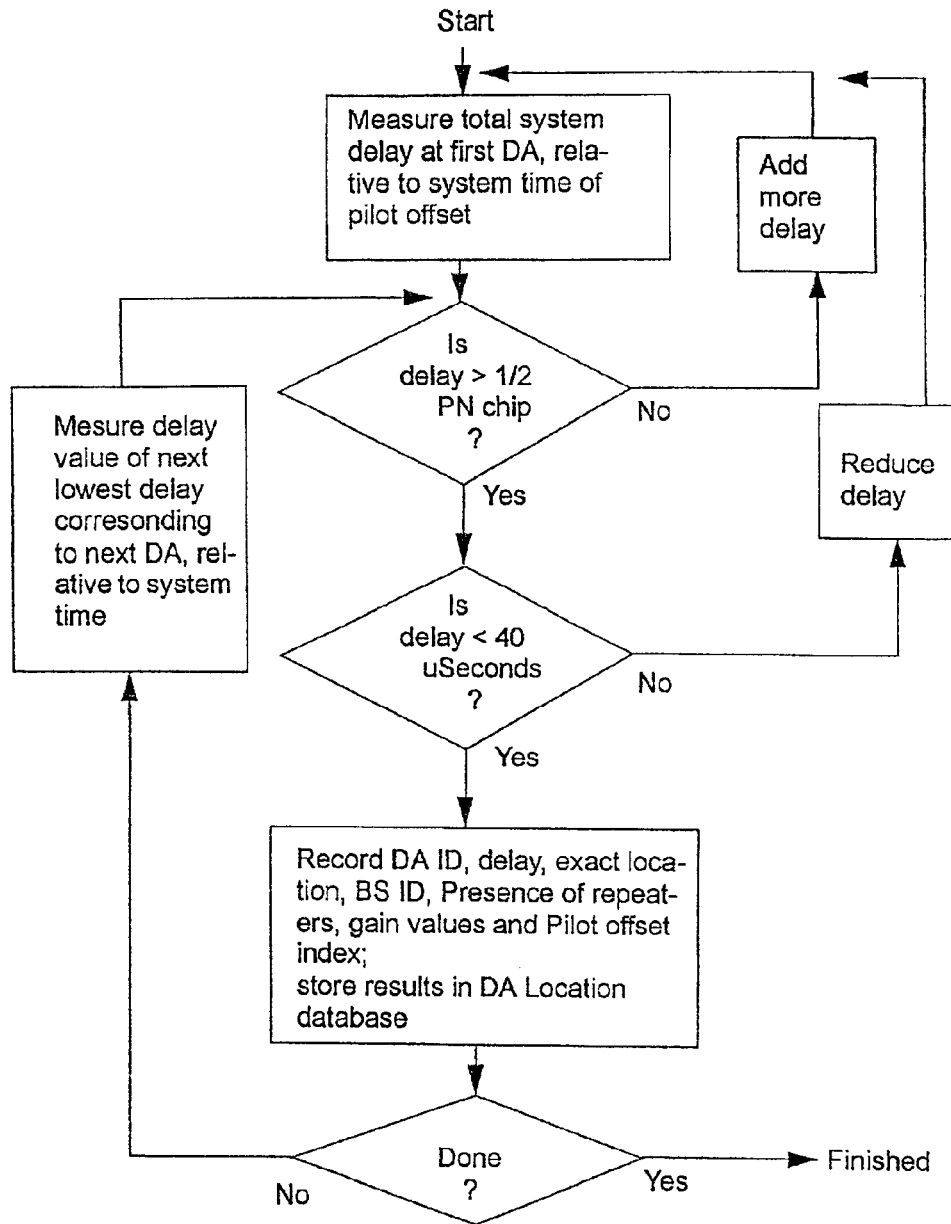 Start
Measure total system
delay at first DA, rela-
tive to system time of
pilot offset
Add
more
delay
Is
delay > 1/2
PN chip
?
No
Yes
Mesure delay
value of next
lowest delay
corresonding
to next DA, rel-
ative to system
time
Reduce
delay
Is
delay < 40
uSeconds
?
No
Yes
Record DA ID, delay, exact loca-
tion, BS ID, Presence of repeat-
ers, gain values and Pilot offset
index;
store results in DA Location
database
Done
?
No
Yes
Finished